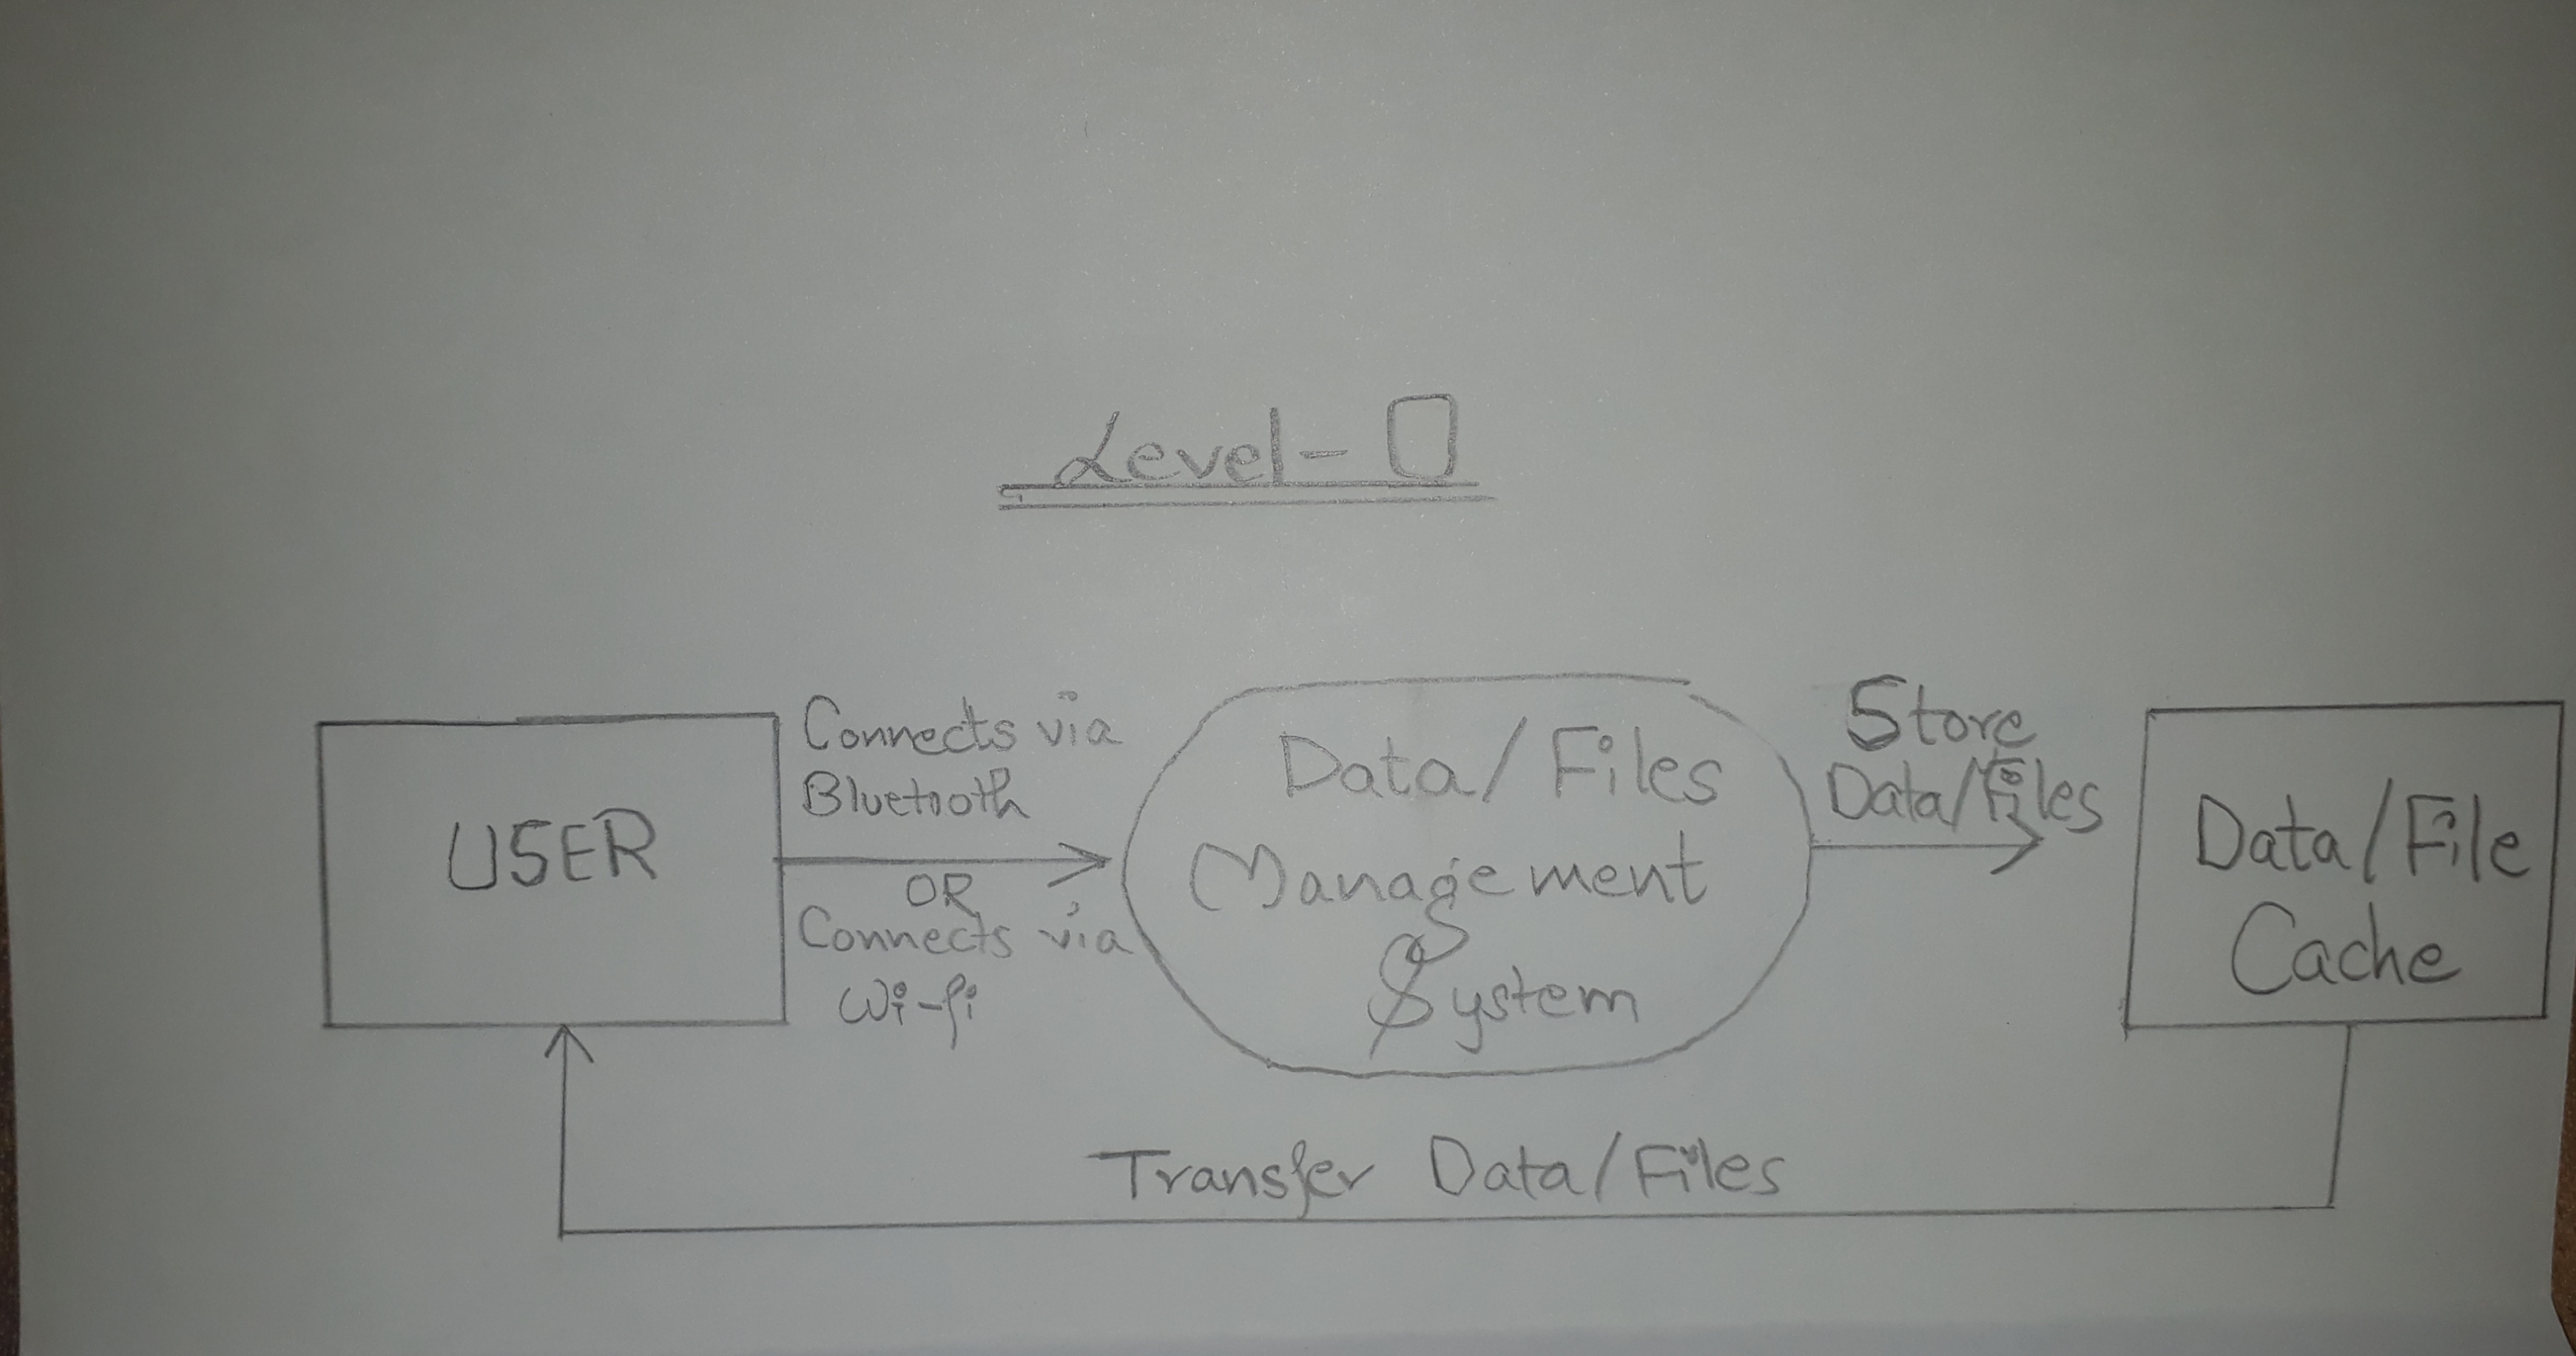 Level-0
USER
Connects via
Bluetooth
OR
Connects via
Wi-fi
Data/Files
Management
System
Store
Data/Files
Data/File
Cache
Transfer Data/Files